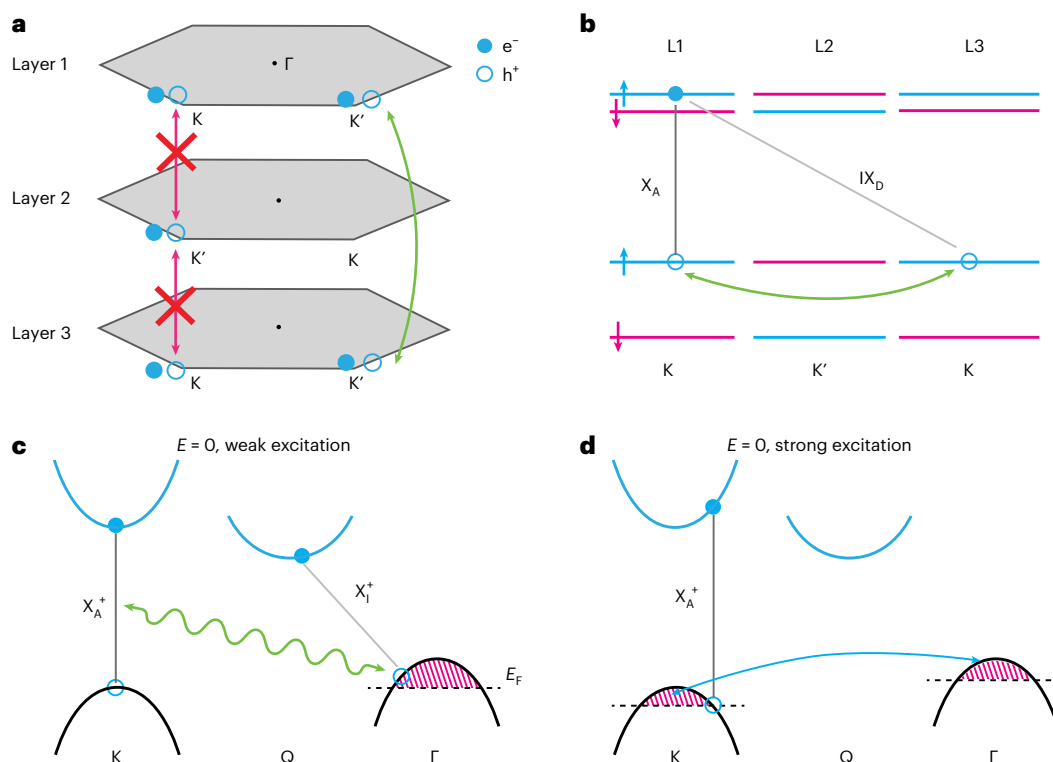 a
e⁻
h⁺
Layer 1
Γ
K
K′
Layer 2
K′
K
Layer 3
K
K′
b
L1
L2
L3
X_A
IX_D
K
K′
K
c
E = 0, weak excitation
X_A⁺
X_I⁺
E_F
K
Q
Γ
d
E = 0, strong excitation
X_A⁺
K
Q
Γ